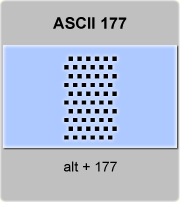 ASCII 177
▒
alt + 177